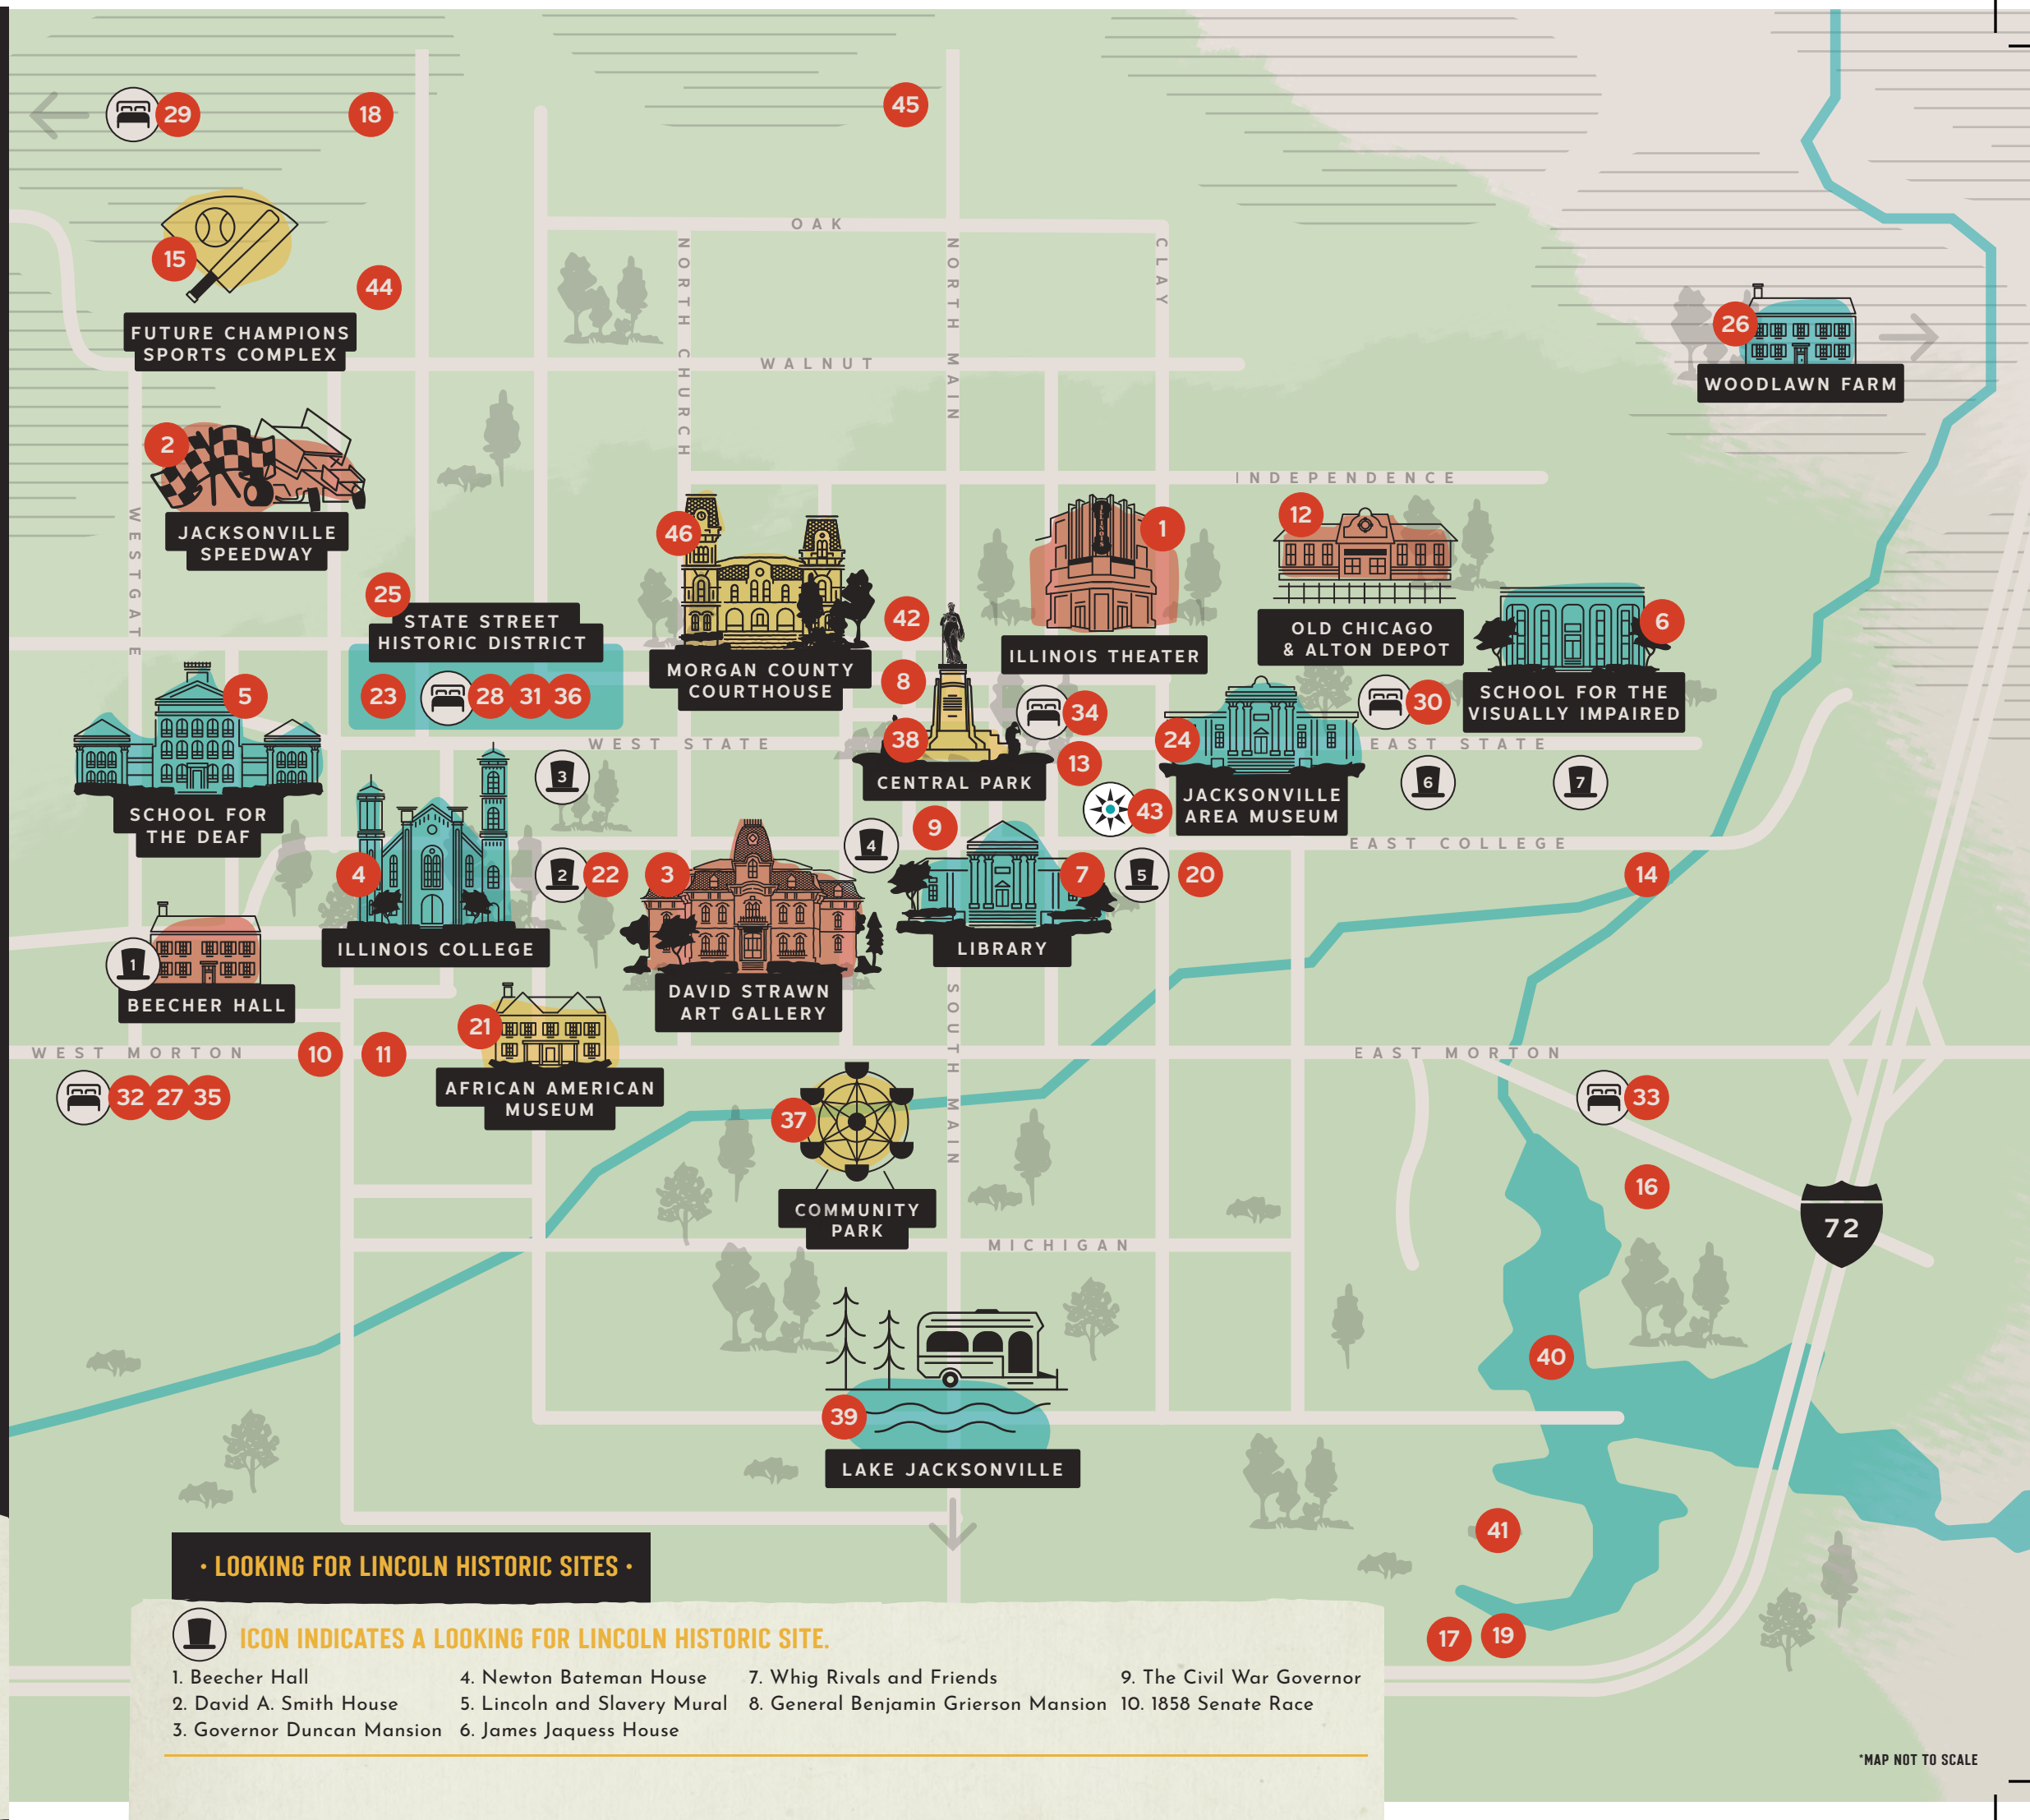 29
18
45
OAK
NORTH CHURCH
NORTH MAIN
CLAY
15
44
FUTURE CHAMPIONS
SPORTS COMPLEX
26
WOODLAWN FARM
WALNUT
2
JACKSONVILLE
SPEEDWAY
WESTGATE
INDEPENDENCE
46
ILLINOIS
1
12
25
STATE STREET
HISTORIC DISTRICT
23
28
31
36
MORGAN COUNTY
COURTHOUSE
42
8
38
CENTRAL PARK
ILLINOIS THEATER
34
13
OLD CHICAGO
& ALTON DEPOT
6
SCHOOL FOR THE
VISUALLY IMPAIRED
30
24
JACKSONVILLE
AREA MUSEUM
43
5
SCHOOL FOR
THE DEAF
WEST STATE
EAST STATE
3
6
7
4
ILLINOIS COLLEGE
2
22
3
4
9
7
5
20
EAST COLLEGE
14
LIBRARY
DAVID STRAWN
ART GALLERY
1
BEECHER HALL
21
AFRICAN AMERICAN
MUSEUM
SOUTH MAIN
WEST MORTON
10
11
EAST MORTON
32
27
35
33
37
COMMUNITY
PARK
16
72
MICHIGAN
40
39
LAKE JACKSONVILLE
41
17
19
• LOOKING FOR LINCOLN HISTORIC SITES •
ICON INDICATES A LOOKING FOR LINCOLN HISTORIC SITE.
1. Beecher Hall
2. David A. Smith House
3. Governor Duncan Mansion
4. Newton Bateman House
5. Lincoln and Slavery Mural
6. James Jaquess House
7. Whig Rivals and Friends
8. General Benjamin Grierson Mansion
9. The Civil War Governor
10. 1858 Senate Race
*MAP NOT TO SCALE